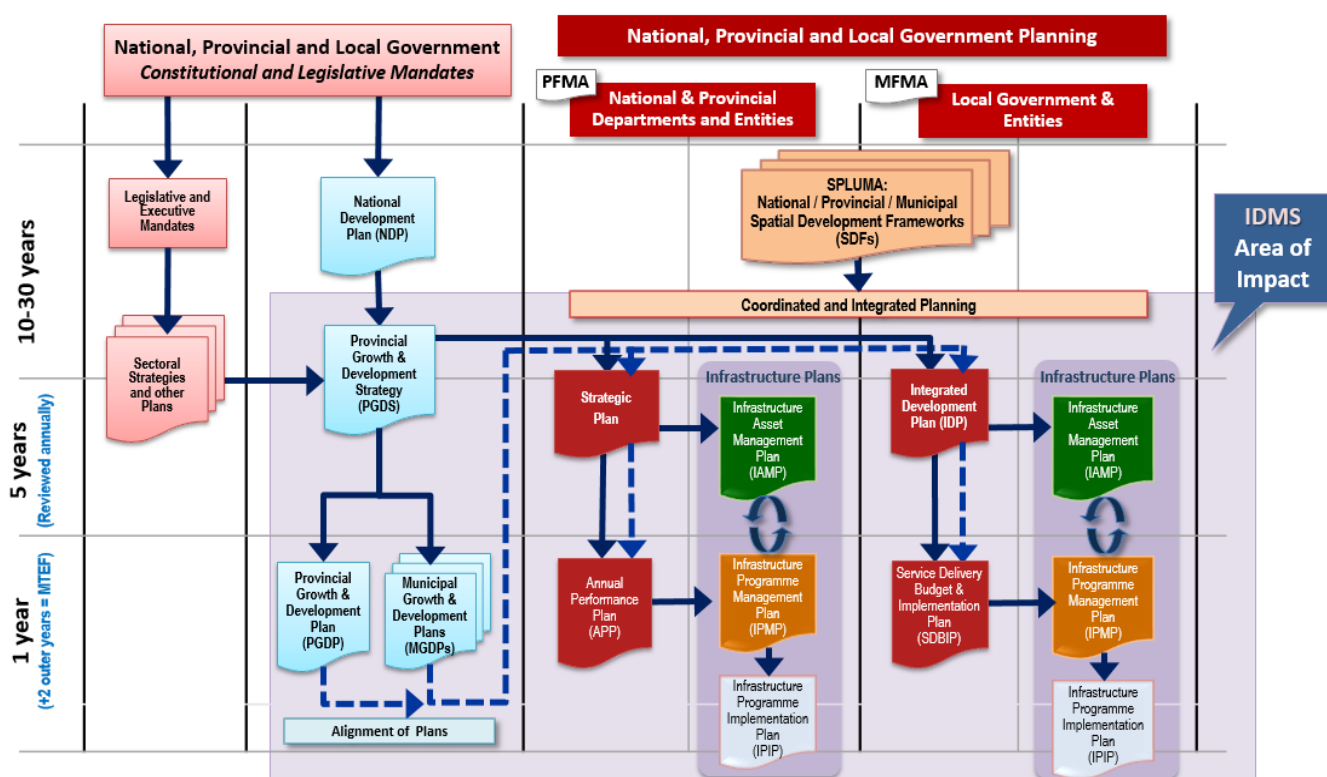 National, Provincial and Local Government
Constitutional and Legislative Mandates
National, Provincial and Local Government Planning
PFMA
National & Provincial
Departments and Entities
MFMA
Local Government &
Entities
10-30 years
5 years
(Reviewed annually)
1 year
(+2 outer years = MTEF)
Legislative and
Executive
Mandates
National
Development
Plan (NDP)
SPLUMA:
National / Provincial / Municipal
Spatial Development Frameworks
(SDFs)
IDMS
Area of
Impact
Coordinated and Integrated Planning
Sectoral
Strategies
and other
Plans
Provincial
Growth &
Development
Strategy
(PGDS)
Strategic
Plan
Infrastructure Plans
Infrastructure
Asset
Management
Plan
(IAMP)
Integrated
Development
Plan (IDP)
Infrastructure Plans
Infrastructure
Asset
Management
Plan
(IAMP)
Provincial
Growth &
Development
Plan
(PGDP)
Municipal
Growth &
Development
Plans
(MGDPs)
Annual
Performance
Plan
(APP)
Infrastructure
Programme
Management
Plan
(IPMP)
Service Delivery
Budget &
Implementation
Plan
(SDBIP)
Infrastructure
Programme
Management
Plan
(IPMP)
Alignment of Plans
Infrastructure
Programme
Implementation
Plan
(IPIP)
Infrastructure
Programme
Implementation
Plan
(IPIP)